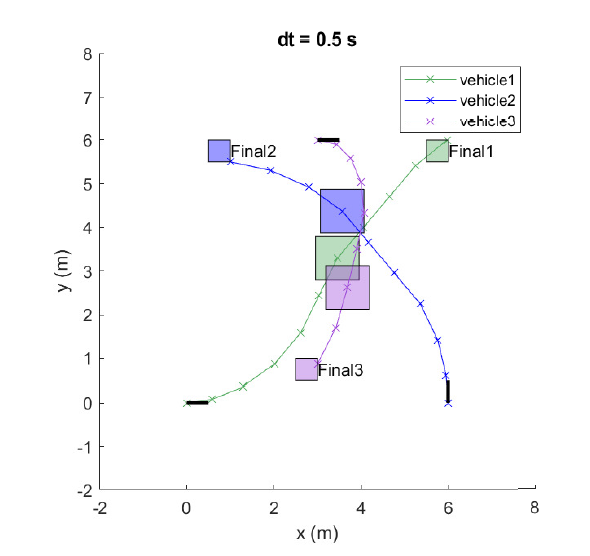 dt = 0.5 s
8
7
6
5
4
3
2
1
0
-1
-2
y (m)
vehicle1
vehicle2
vehicle3
Final2
Final1
Final3
-2 0 2 4 6 8
x (m)